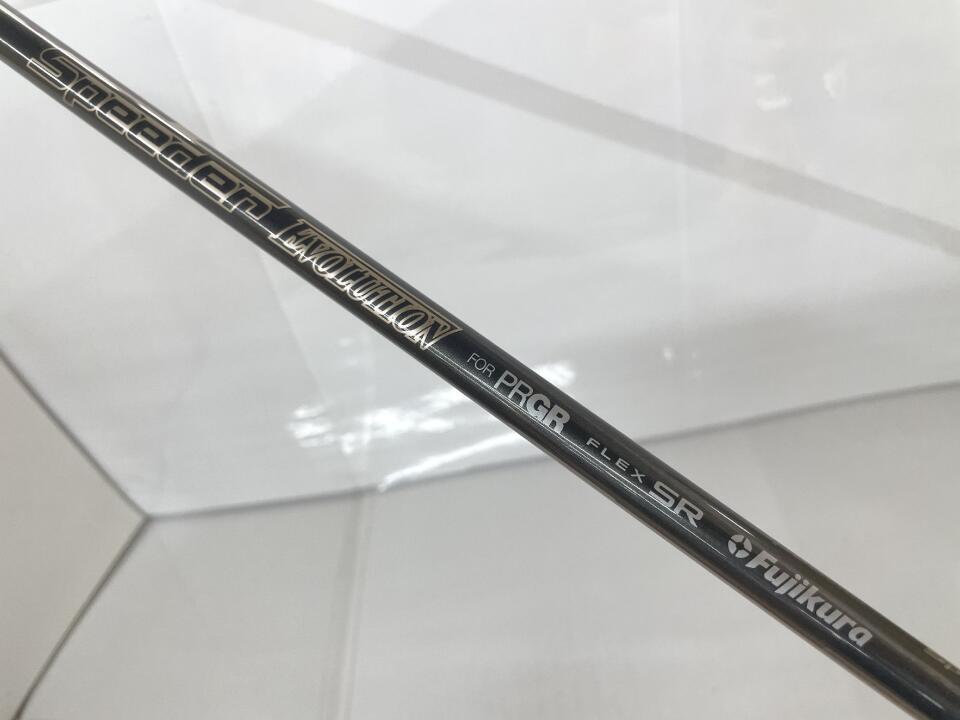 Speeder EVOLUTION FOR PRGR FLEX SR Fujikura